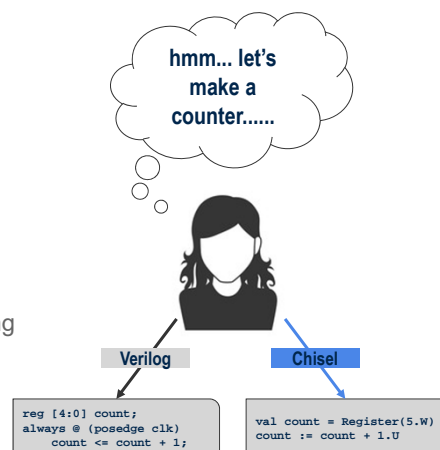 hmm... let's
make a
counter......
ng
Verilog
Chisel
reg [4:0] count;
always @ (posedge clk)
count <= count + 1;
val count = Register(5.W)
count := count + 1.U